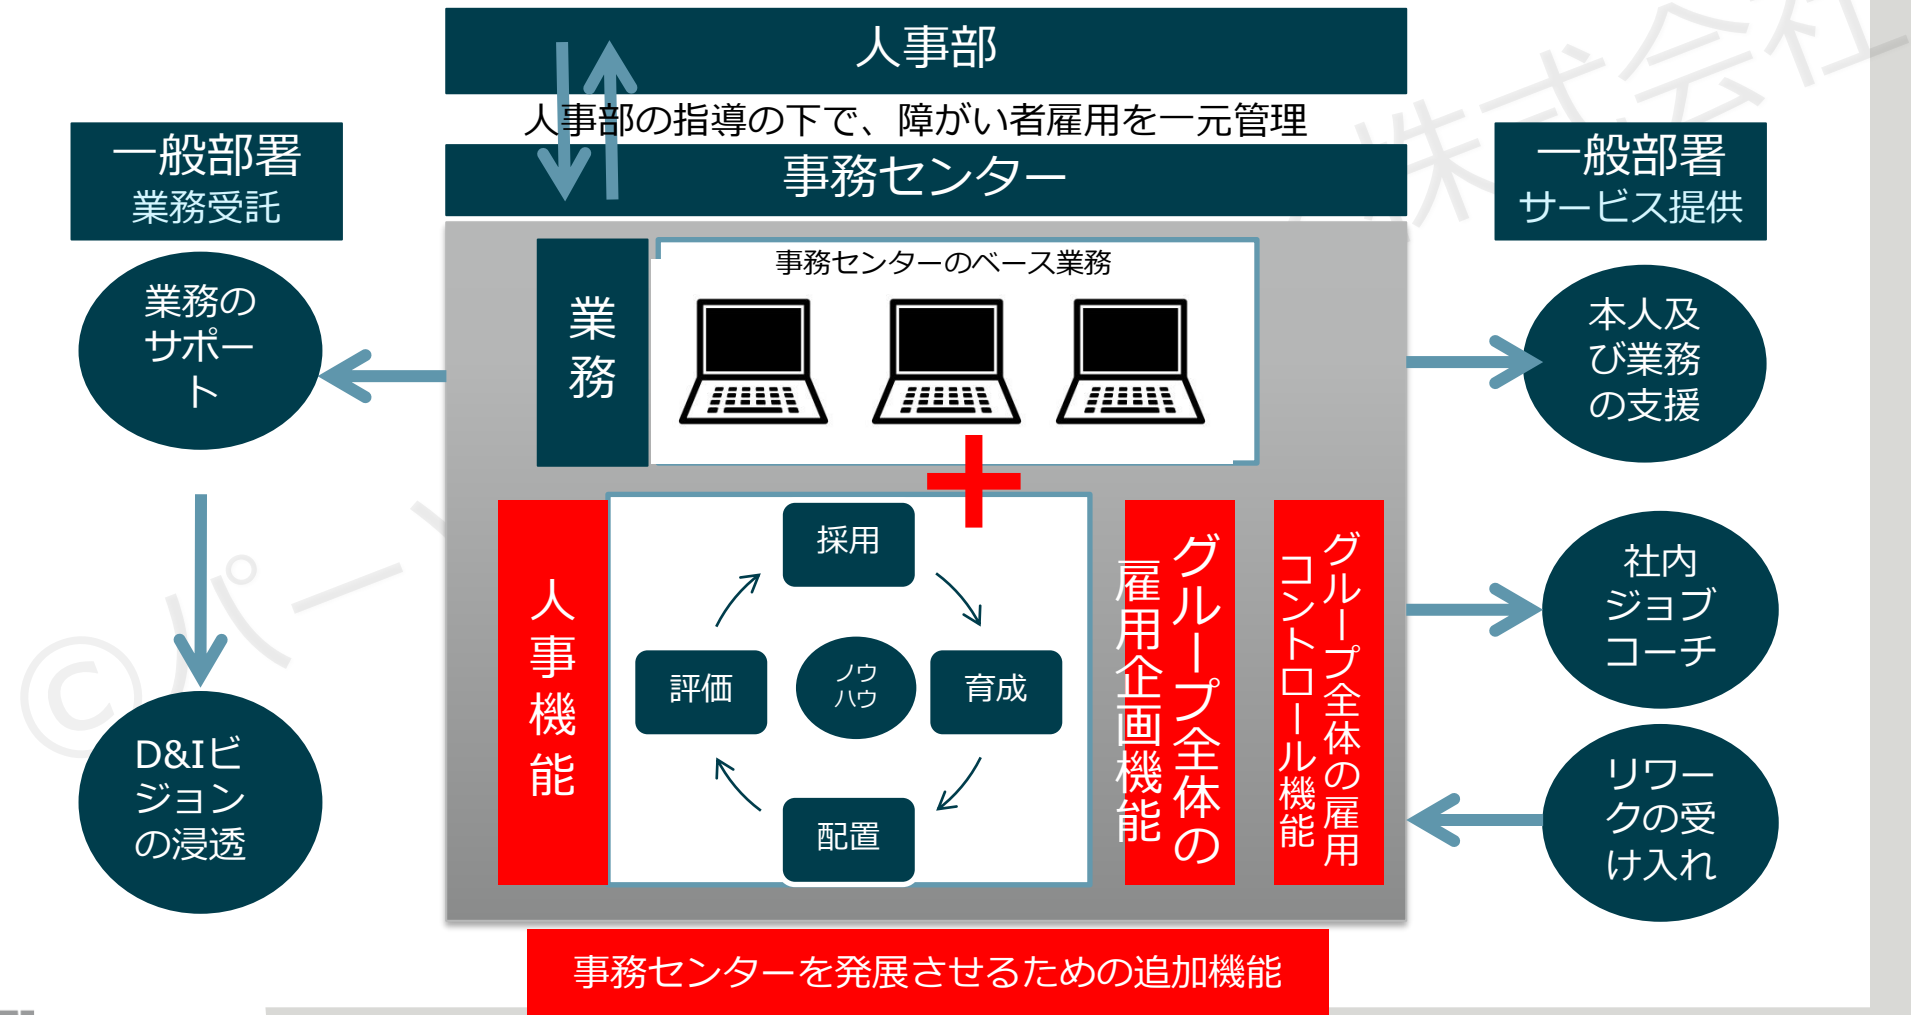 人事部
人事部の指導の下で、障がい者雇用を一元管理
事務センター
一般部署
業務受託
業務の
サポー
ト
D&Iビ
ジョン
の浸透
業務
事務センターのベース業務
人事機能
採用
育成
配置
評価
ノウ
ハウ
グループ全体の
雇用企画機能
グループ全体の雇用
コントロール機能
事務センターを発展させるための追加機能
一般部署
サービス提供
本人及
び業務
の支援
社内
ジョブ
コーチ
リワー
クの受
け入れ
©パー
株式会社